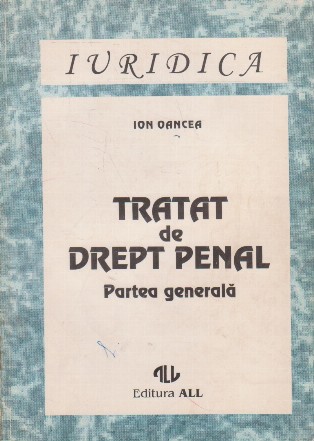 IURIDICA
ION OANCEA
TRATAT
de
DREPT PENAL
Partea generală
ALL
Editura ALL